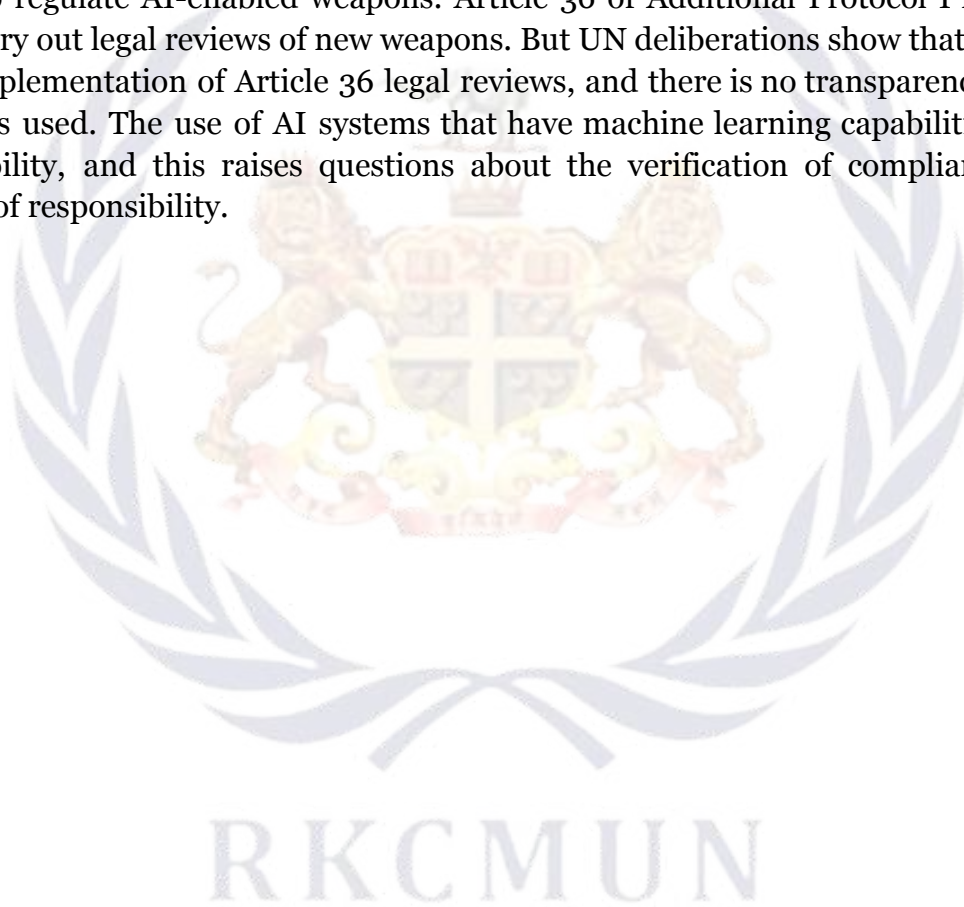 regulate AI-enabled weapons. Article 36 of Additional Protocol I
ry out legal reviews of new weapons. But UN deliberations show that
plementation of Article 36 legal reviews, and there is no transparen
s used. The use of AI systems that have machine learning capabilit
bility, and this raises questions about the verification of complian
of responsibility.
RKCMUN